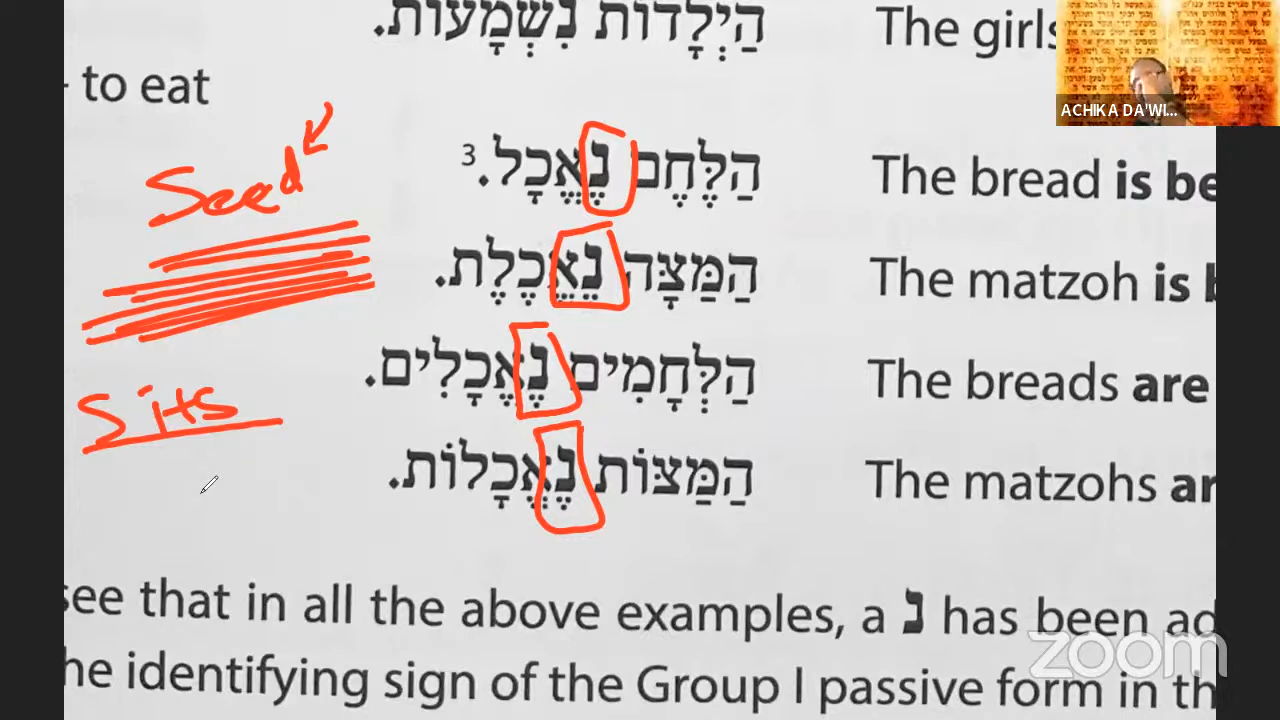 הַיְלָדוֹת נִשְׁמָעוֹת. The girls
- to eat
ACHIKA DA'WI...
הַלֶּחֶם נֶאֱכָל. 3 The bread is be
Seed
הַמַּצָּה נֶאֱכֶלֶת. The matzoh is b
הַלְּחָמִים נֶאֱכָלִים. The breads are
Sits
הַמַּצּוֹת נֶאֱכָלוֹת. The matzohs ar
see that in all the above examples, a נ has been ad
he identifying sign of the Group I passive form in th
zoom